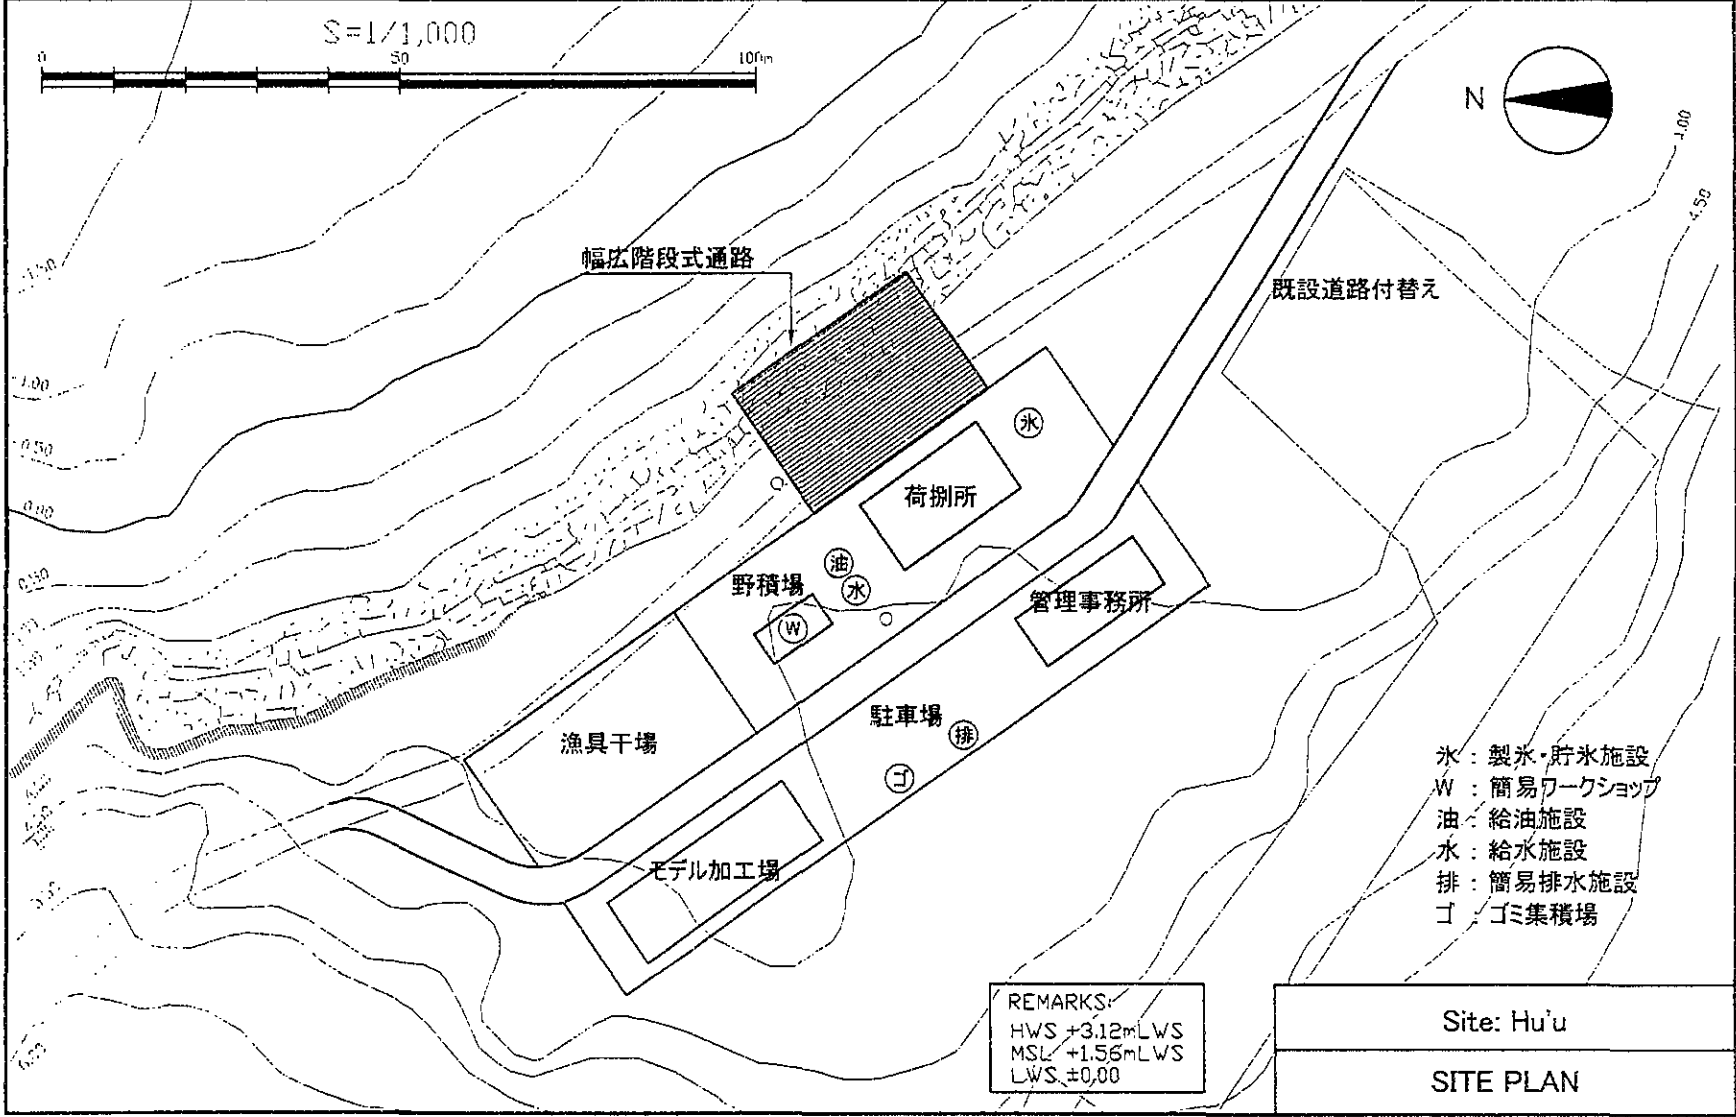 S=1/1,000
0 50 100m
N
1.00
4.50
幅広階段式通路
既設道路付替え
-1.50
-1.00
-0.50
0.00
0.50
氷
荷捌所
油
水
野積場
W
管理事務所
漁具干場
駐車場
排
ゴ
モデル加工場
氷 : 製氷・貯氷施設
W : 簡易ワークショップ
油 : 給油施設
水 : 給水施設
排 : 簡易排水施設
ゴ : ゴミ集積場
REMARKS:
HWS +3.12mLWS
MSL +1.56mLWS
LWS ±0.00
Site: Hu'u
SITE PLAN